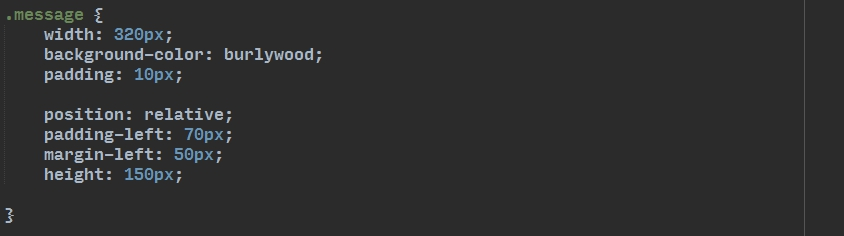 .message {
    width: 320px;
    background-color: burlywood;
    padding: 10px;

    position: relative;
    padding-left: 70px;
    margin-left: 50px;
    height: 150px;

}